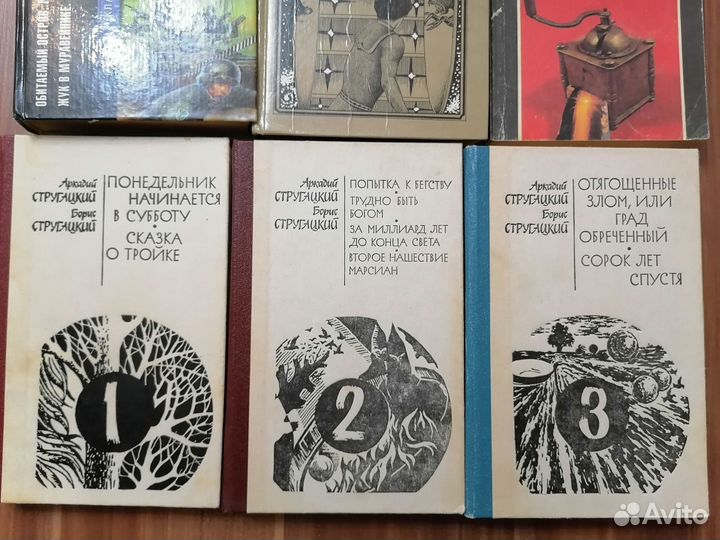 ОБИТАЕМЫЙ ОСТРОВ
ЖУК В МУРАВЕЙНИКЕ
Аркадий
СТРУГАЦКИЙ
Борис
СТРУГАЦКИЙ
ПОНЕДЕЛЬНИК
НАЧИНАЕТСЯ
В СУББОТУ
•
СКАЗКА
О ТРОЙКЕ
1
Аркадий
СТРУГАЦКИЙ
Борис
СТРУГАЦКИЙ
ПОПЫТКА К БЕГСТВУ
•
ТРУДНО БЫТЬ
БОГОМ
•
ЗА МИЛЛИАРД ЛЕТ
ДО КОНЦА СВЕТА
•
ВТОРОЕ НАШЕСТВИЕ
МАРСИАН
2
Аркадий
СТРУГАЦКИЙ
Борис
СТРУГАЦКИЙ
ОТЯГОЩЕННЫЕ
ЗЛОМ, ИЛИ
ГРАД
ОБРЕЧЕННЫЙ
•
СОРОК ЛЕТ
СПУСТЯ
3
Avito